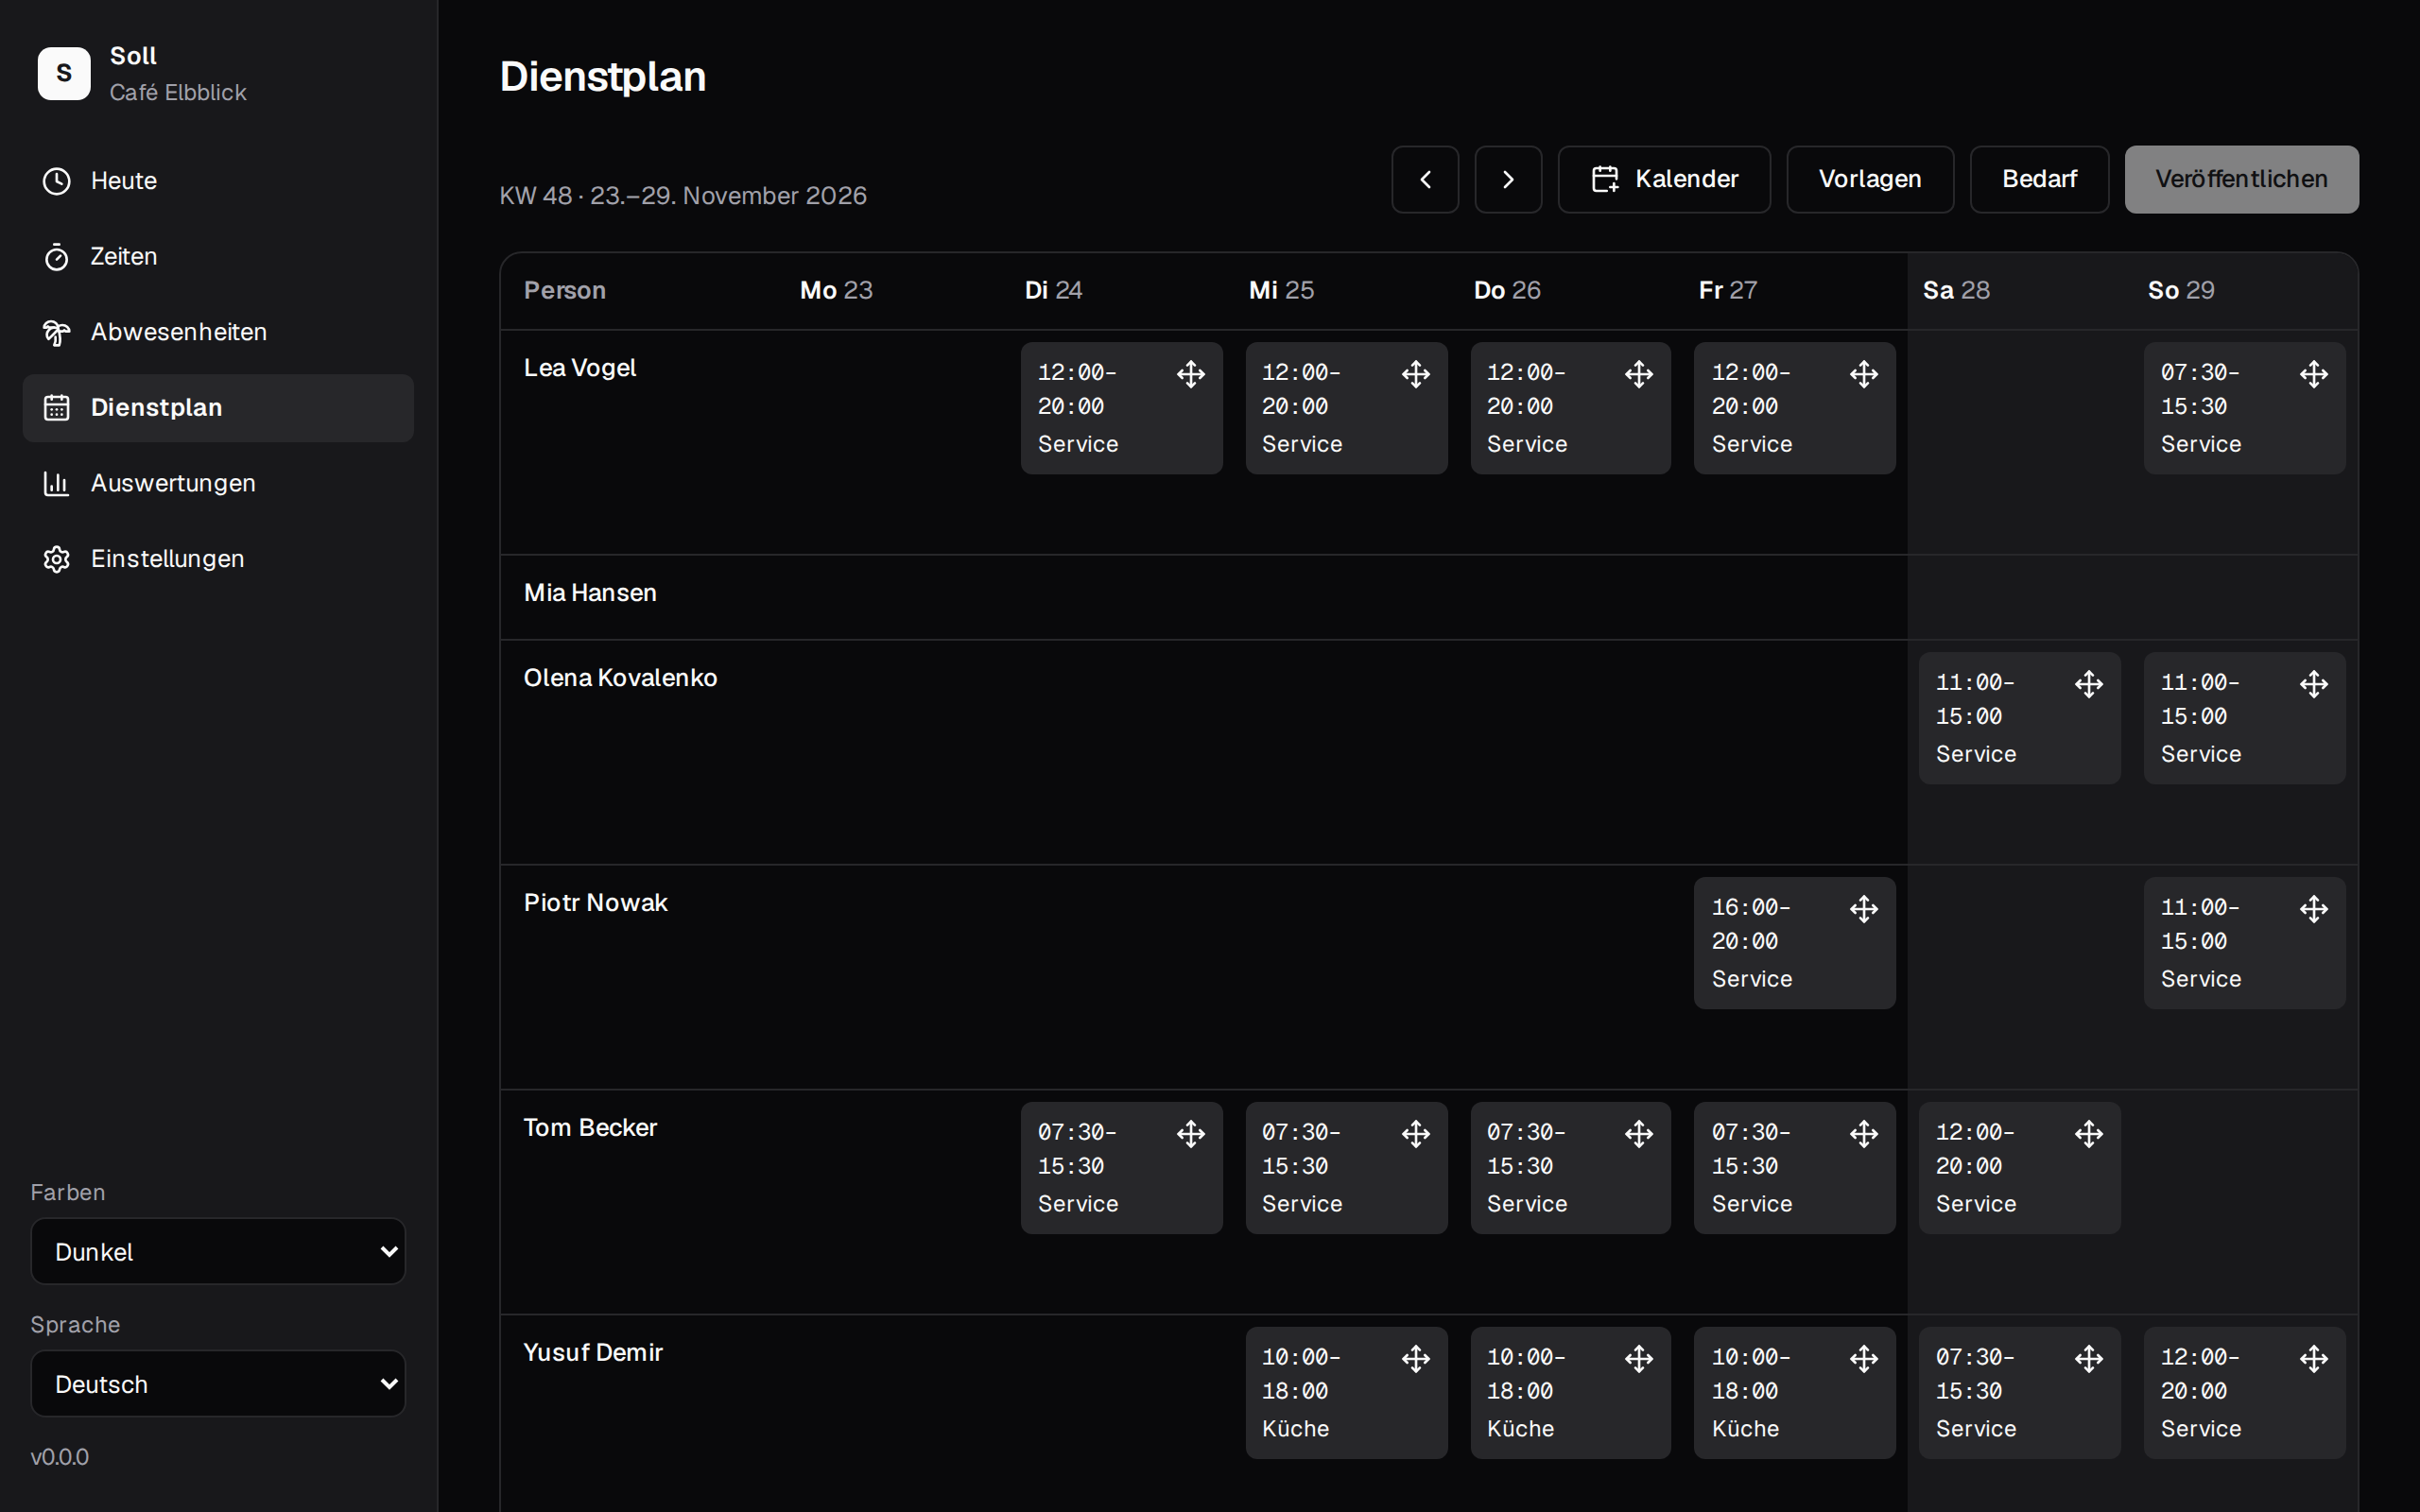 S
Soll
Café Elbblick
Heute
Zeiten
Abwesenheiten
Dienstplan
Auswertungen
Einstellungen
Farben
Dunkel
Sprache
Deutsch
v0.0.0
Dienstplan
KW 48 · 23.–29. November 2026
Kalender
Vorlagen
Bedarf
Veröffentlichen
Person Mo 23 Di 24 Mi 25 Do 26 Fr 27 Sa 28 So 29
Lea Vogel
12:00–
20:00
Service
12:00–
20:00
Service
12:00–
20:00
Service
12:00–
20:00
Service
07:30–
15:30
Service
Mia Hansen
Olena Kovalenko
11:00–
15:00
Service
11:00–
15:00
Service
Piotr Nowak
16:00–
20:00
Service
11:00–
15:00
Service
Tom Becker
07:30–
15:30
Service
07:30–
15:30
Service
07:30–
15:30
Service
07:30–
15:30
Service
12:00–
20:00
Service
Yusuf Demir
10:00–
18:00
Küche
10:00–
18:00
Küche
10:00–
18:00
Küche
07:30–
15:30
Service
12:00–
20:00
Service